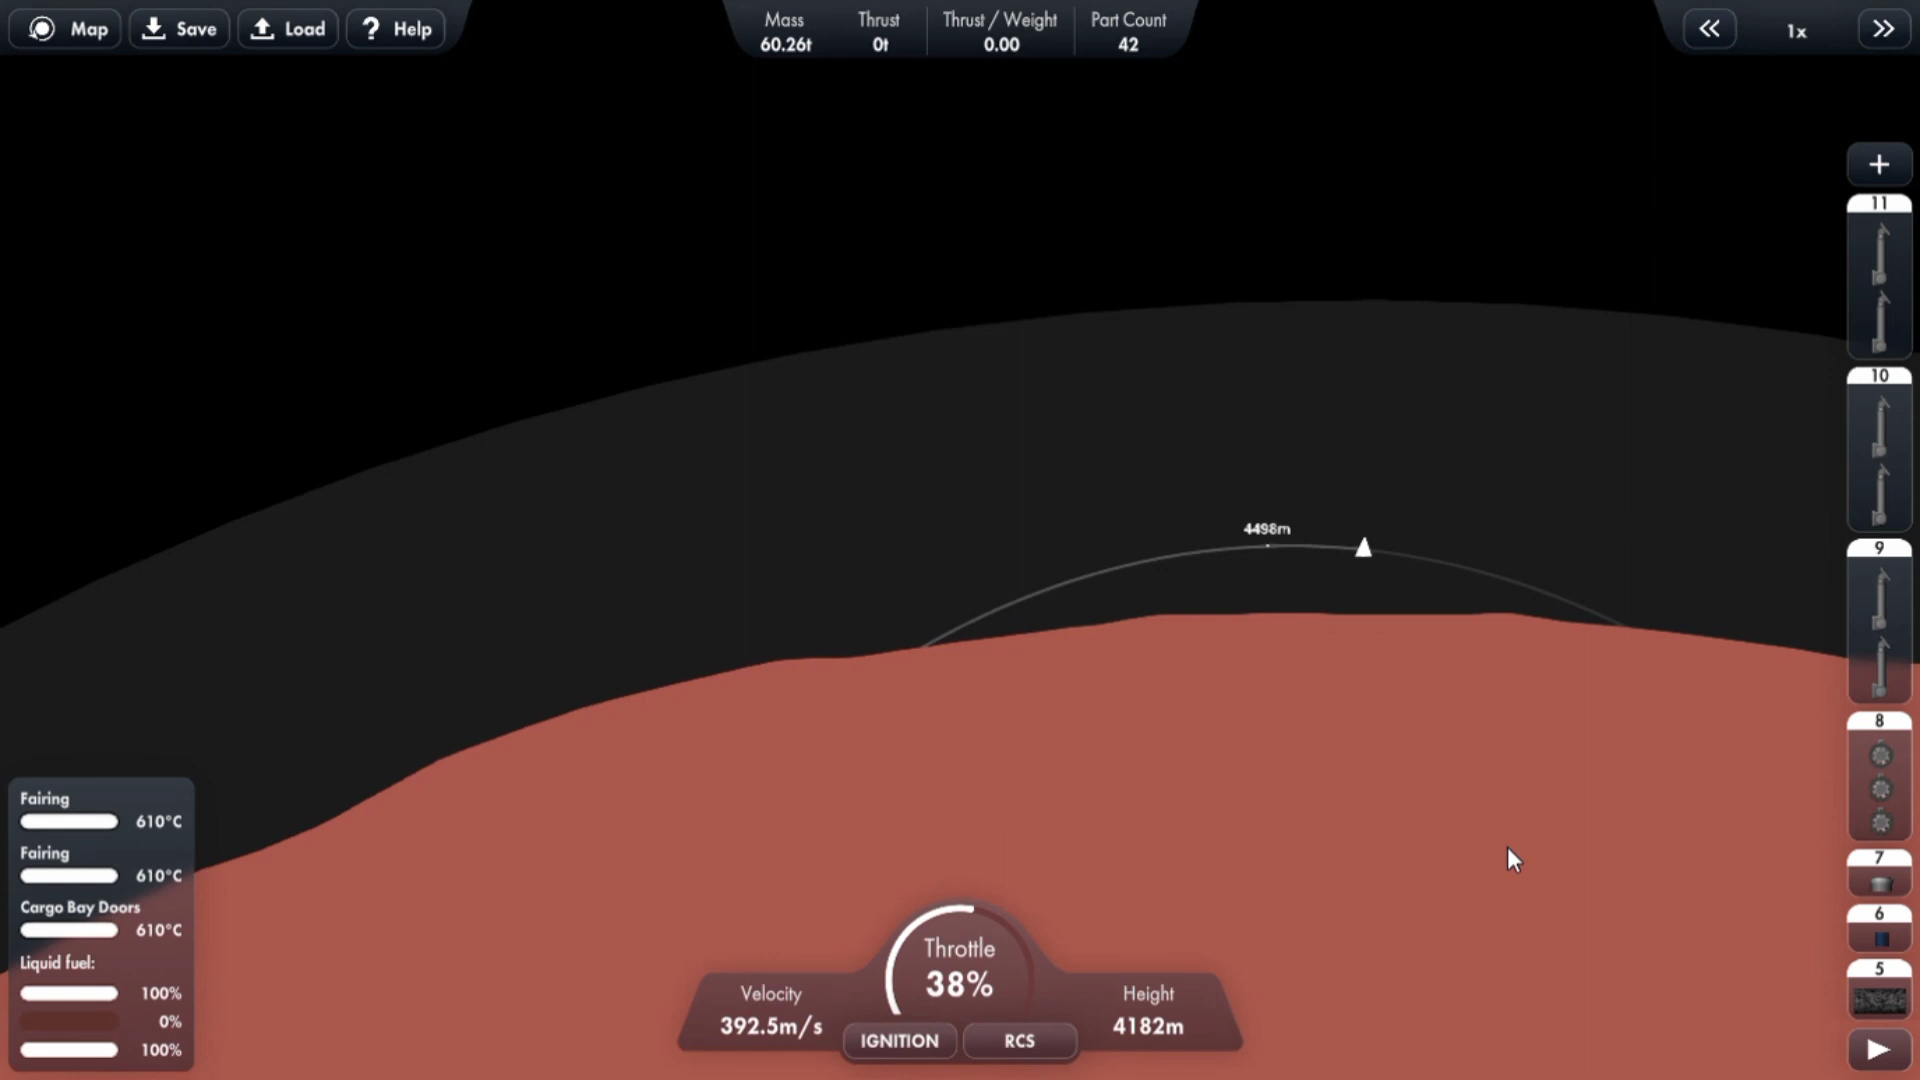 Map
Save
Load
Help
Mass
60.26t
Thrust
0t
Thrust / Weight
0.00
Part Count
42
1x
11
10
9
8
7
6
5
4498m
Fairing
610°C
Fairing
610°C
Cargo Bay Doors
610°C
Liquid fuel:
100%
0%
100%
Velocity
392.5m/s
Throttle
38%
IGNITION
RCS
Height
4182m